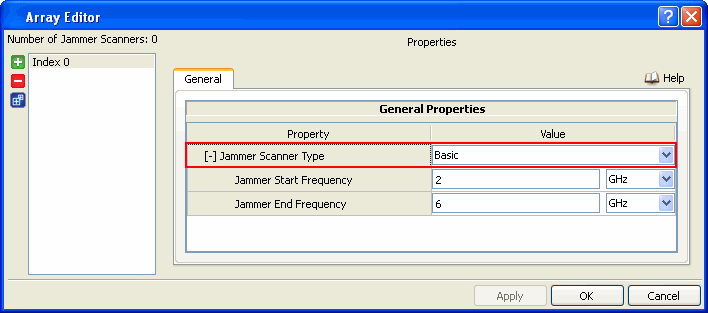 Array Editor
Number of Jammer Scanners: 0
Properties
Index 0
General
Help
General Properties
Property Value
[-] Jammer Scanner Type Basic
Jammer Start Frequency 2 GHz
Jammer End Frequency 6 GHz
Apply OK Cancel